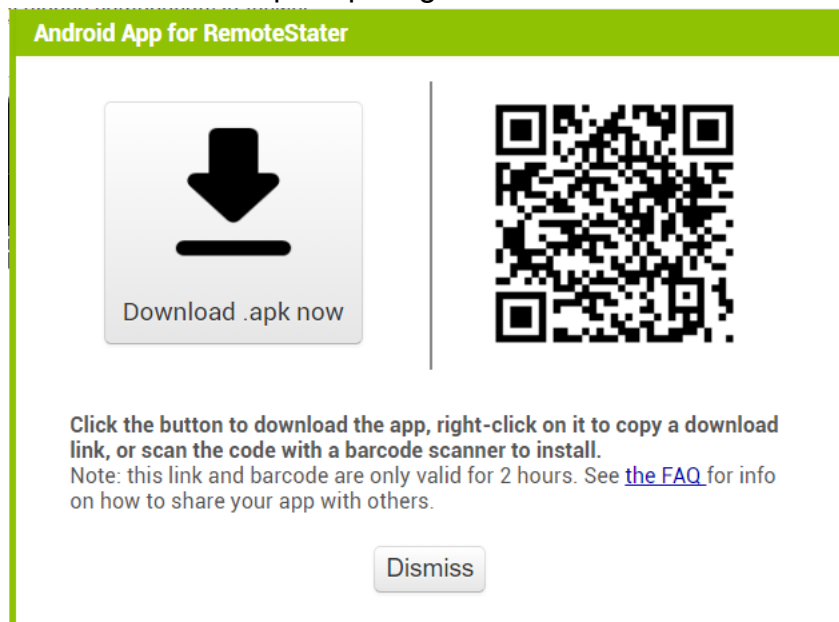 Android App for RemoteStater
Download .apk now
Click the button to download the app, right-click on it to copy a download
link, or scan the code with a barcode scanner to install.
Note: this link and barcode are only valid for 2 hours. See the FAQ for info
on how to share your app with others.
Dismiss